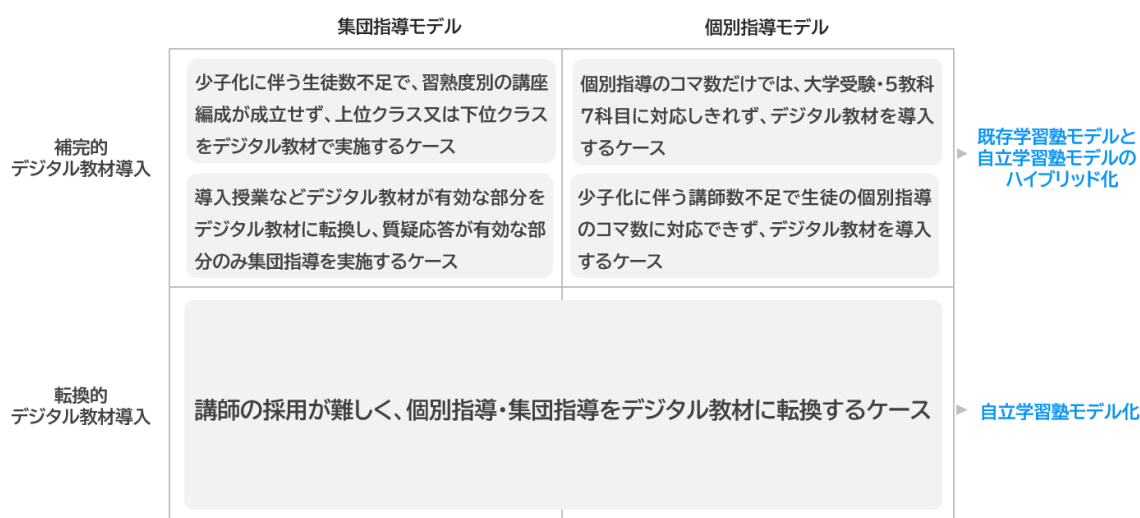 集団指導モデル
個別指導モデル
補完的
デジタル教材導入
少子化に伴う生徒数不足で、習熟度別の講座
編成が成立せず、上位クラス又は下位クラス
をデジタル教材で実施するケース
個別指導のコマ数だけでは、大学受験・5教科
7科目に対応しきれず、デジタル教材を導入
するケース
導入授業などデジタル教材が有効な部分を
デジタル教材に転換し、質疑応答が有効な部
分のみ集団指導を実施するケース
少子化に伴う講師数不足で生徒の個別指導
のコマ数に対応できず、デジタル教材を導入
するケース
既存学習塾モデルと
自立学習塾モデルの
ハイブリッド化
転換的
デジタル教材導入
講師の採用が難しく、個別指導・集団指導をデジタル教材に転換するケース
自立学習塾モデル化